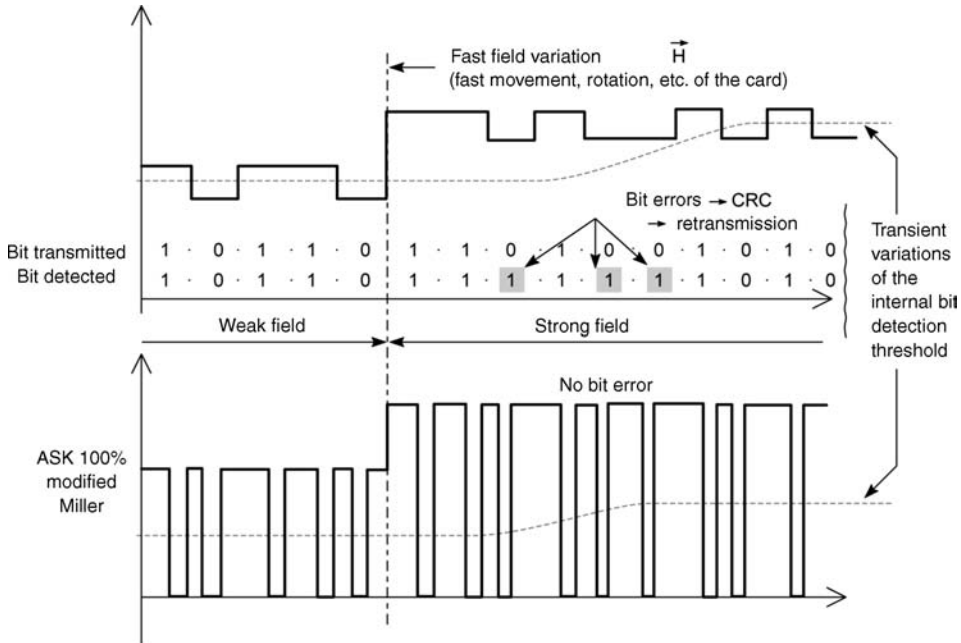 Fast field variation H
(fast movement, rotation, etc. of the card)
Bit errors → CRC
→ retransmission
Bit transmitted 1 · 0 · 1 · 1 · 0 1 · 1 · 0 · 1 · 0 · 0 · 1 · 0 · 1 · 0
Bit detected 1 · 0 · 1 · 1 · 0 1 · 1 · 1 · 1 · 1 · 1 · 1 · 0 · 1 · 0
Transient
variations
of the
internal bit
detection
threshold
Weak field
Strong field
No bit error
ASK 100%
modified
Miller